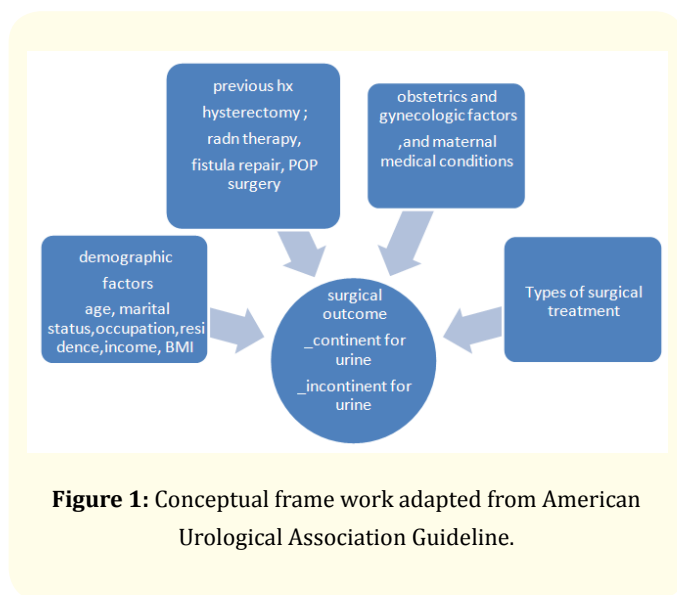 previous hx
hysterectomy ;
radn therapy,
fistula repair, POP
surgery
obstetrics and
gynecologic factors
,and maternal
medical conditions
demographic
factors
age, marital
status,occupation,resi
dence,income, BMI
surgical
outcome
_continent for
urine
_incontinent for
urine
Types of surgical
treatment
Figure 1: Conceptual frame work adapted from American
Urological Association Guideline.